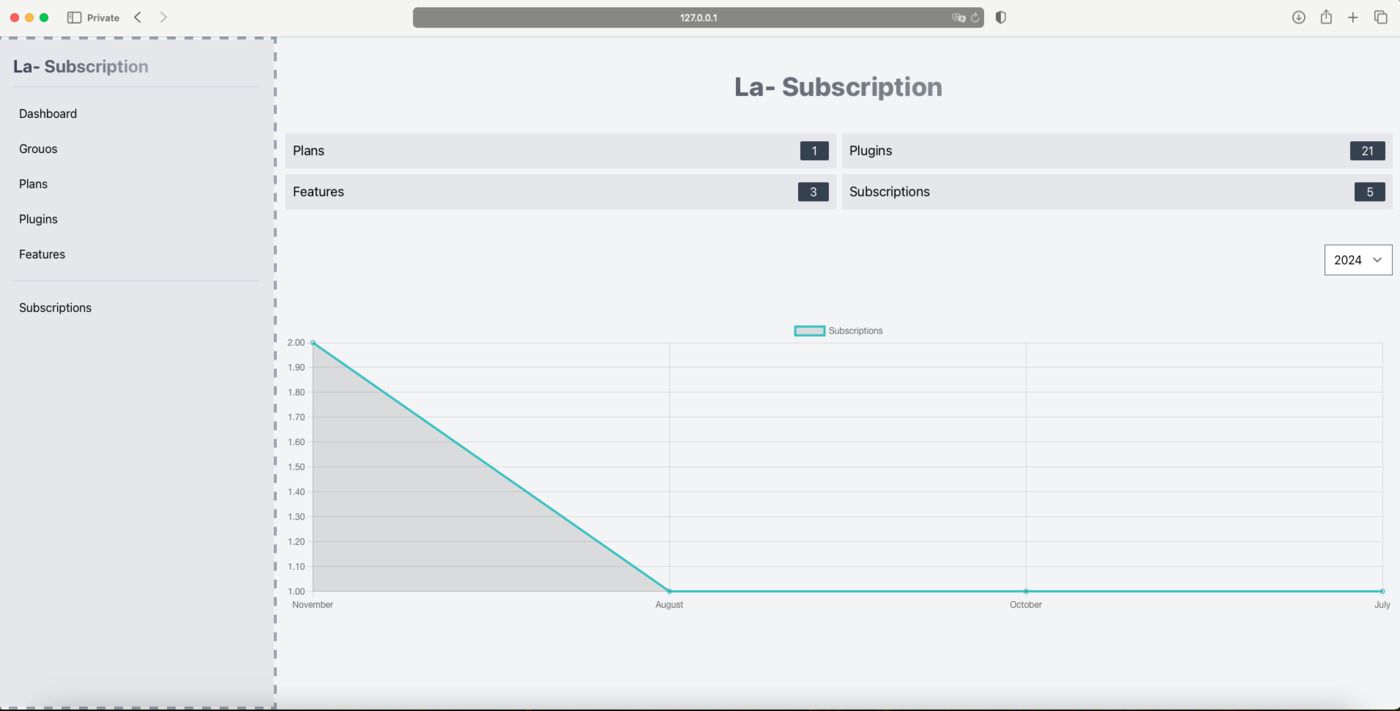 Private
127.0.0.1
La- Subscription
Dashboard
Grouos
Plans
Plugins
Features
Subscriptions
La- Subscription
Plans 1
Plugins 21
Features 3
Subscriptions 5
2024
Subscriptions
2.00
1.90
1.80
1.70
1.60
1.50
1.40
1.30
1.20
1.10
1.00
November August October July